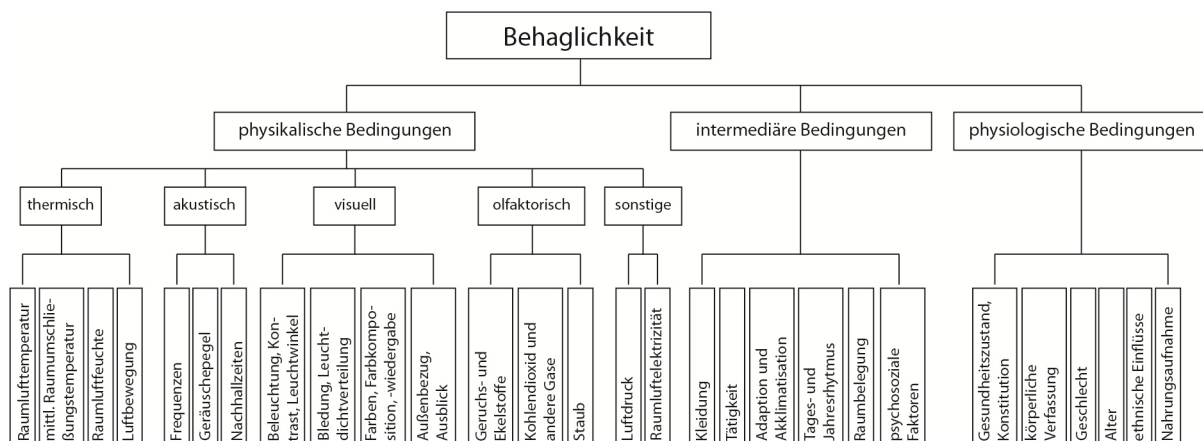 Behaglichkeit
physikalische Bedingungen
intermediäre Bedingungen
physiologische Bedingungen
thermisch
akustisch
visuell
olfaktorisch
sonstige
Raumlufttemperatur
mittl. Raumumschlie-
ßungstemperatur
Raumluftfeuchte
Luftbewegung
Frequenzen
Geräuschepegel
Nachhallzeiten
Beleuchtung, Kon-
trast, Leuchtwinkel
Bledung, Leucht-
dichtverteilung
Farben, Farbkompo-
sition, -wiedergabe
Außenbezug,
Ausblick
Geruchs- und
Ekelstoffe
Kohlendioxid und
andere Gase
Staub
Luftdruck
Raumluftelektrizität
Kleidung
Tätigkeit
Adaption und
Akklimatisation
Tages- und
Jahresrhytmus
Raumbelegung
psychosoziale
Faktoren
Gesundheitszustand,
Konstitution
körperliche
Verfassung
Geschlecht
Alter
ethnische Einflüsse
Nahrungsaufnahme